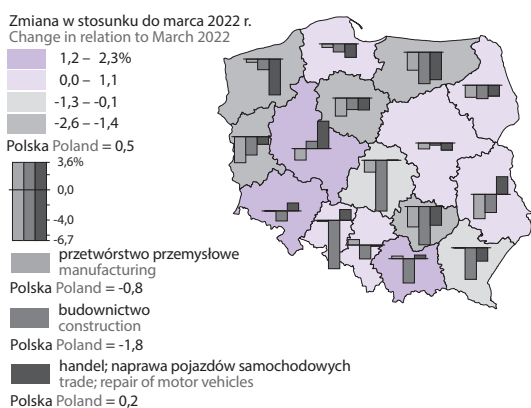 Zmiana w stosunku do marca 2022 r.
Change in relation to March 2022
1,2 – 2,3%
0,0 – 1,1
-1,3 – -0,1
-2,6 – -1,4
Polska Poland = 0,5
3,6%
0,0
-4,0
-6,7
przetwórstwo przemysłowe
manufacturing
Polska Poland = -0,8
budownictwo
construction
Polska Poland = -1,8
handel; naprawa pojazdów samochodowych
trade; repair of motor vehicles
Polska Poland = 0,2